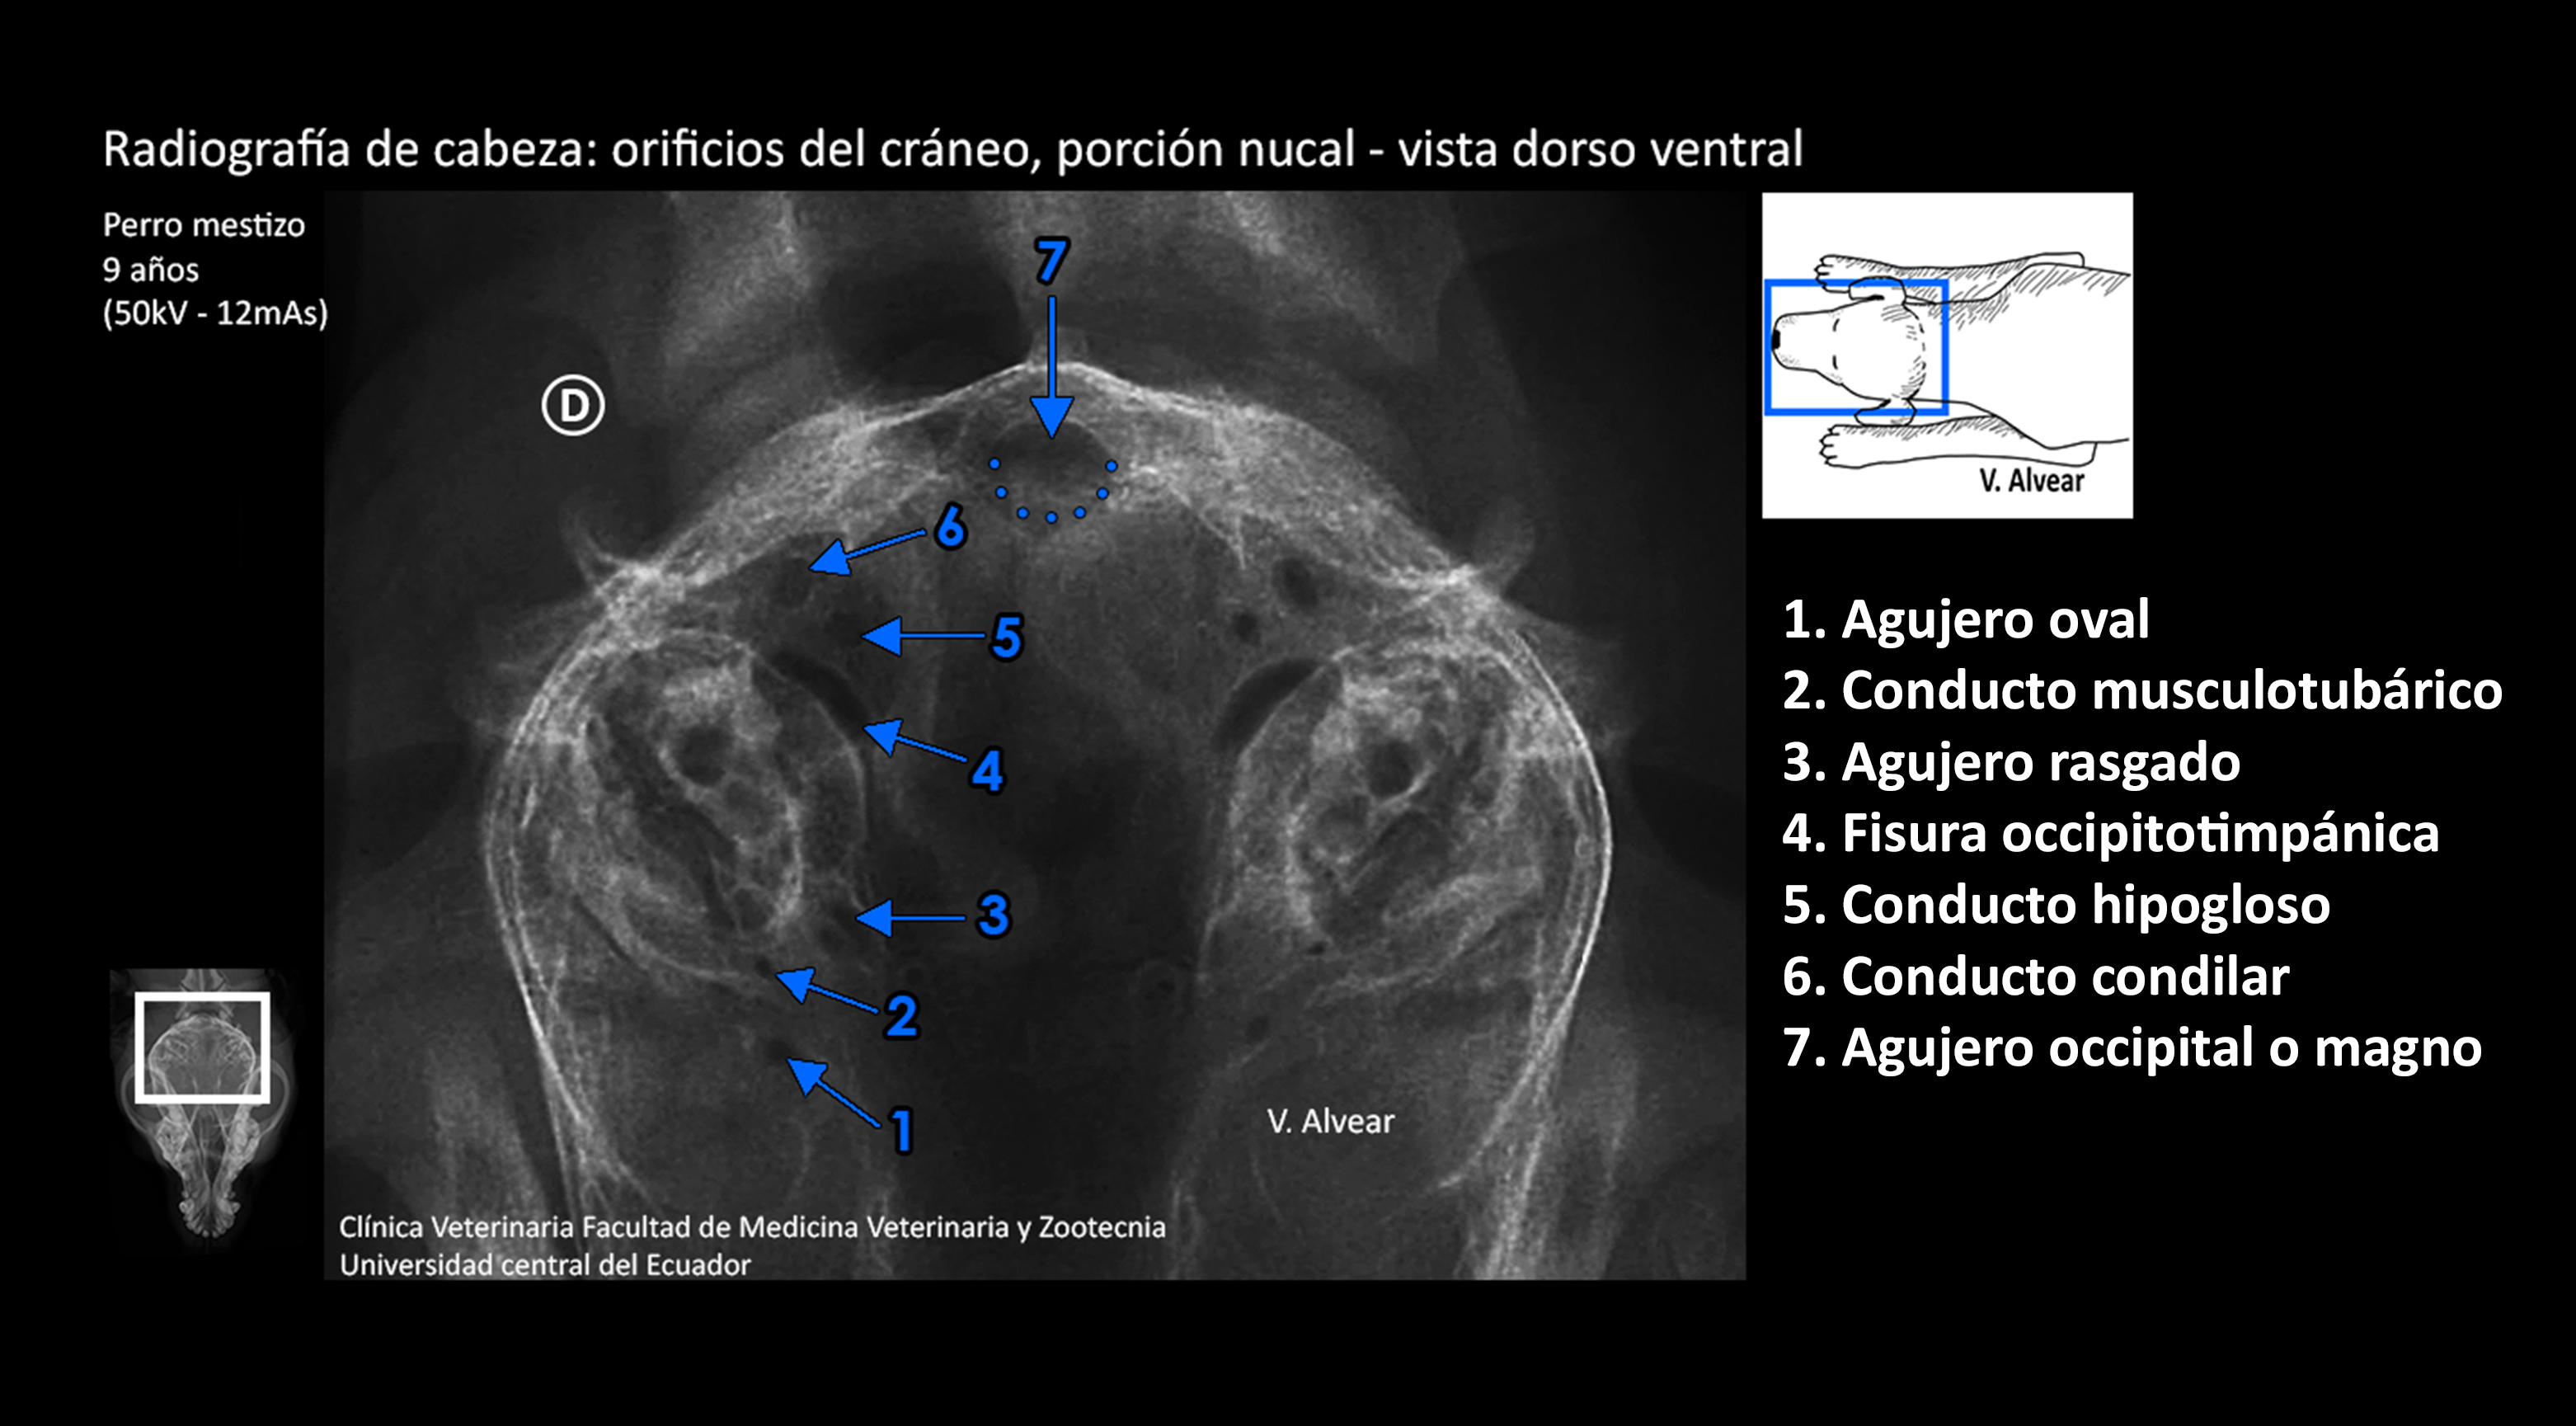 Radiografía de cabeza: orificios del cráneo, porción nucal - vista dorso ventral
Perro mestizo
9 años
(50kV - 12mAs)
D
7
6
5
4
3
2
1
V. Alvear
Clínica Veterinaria Facultad de Medicina Veterinaria y Zootecnia
Universidad central del Ecuador
V. Alvear
1. Agujero oval
2. Conducto musculotubárico
3. Agujero rasgado
4. Fisura occipitotimpánica
5. Conducto hipogloso
6. Conducto condilar
7. Agujero occipital o magno